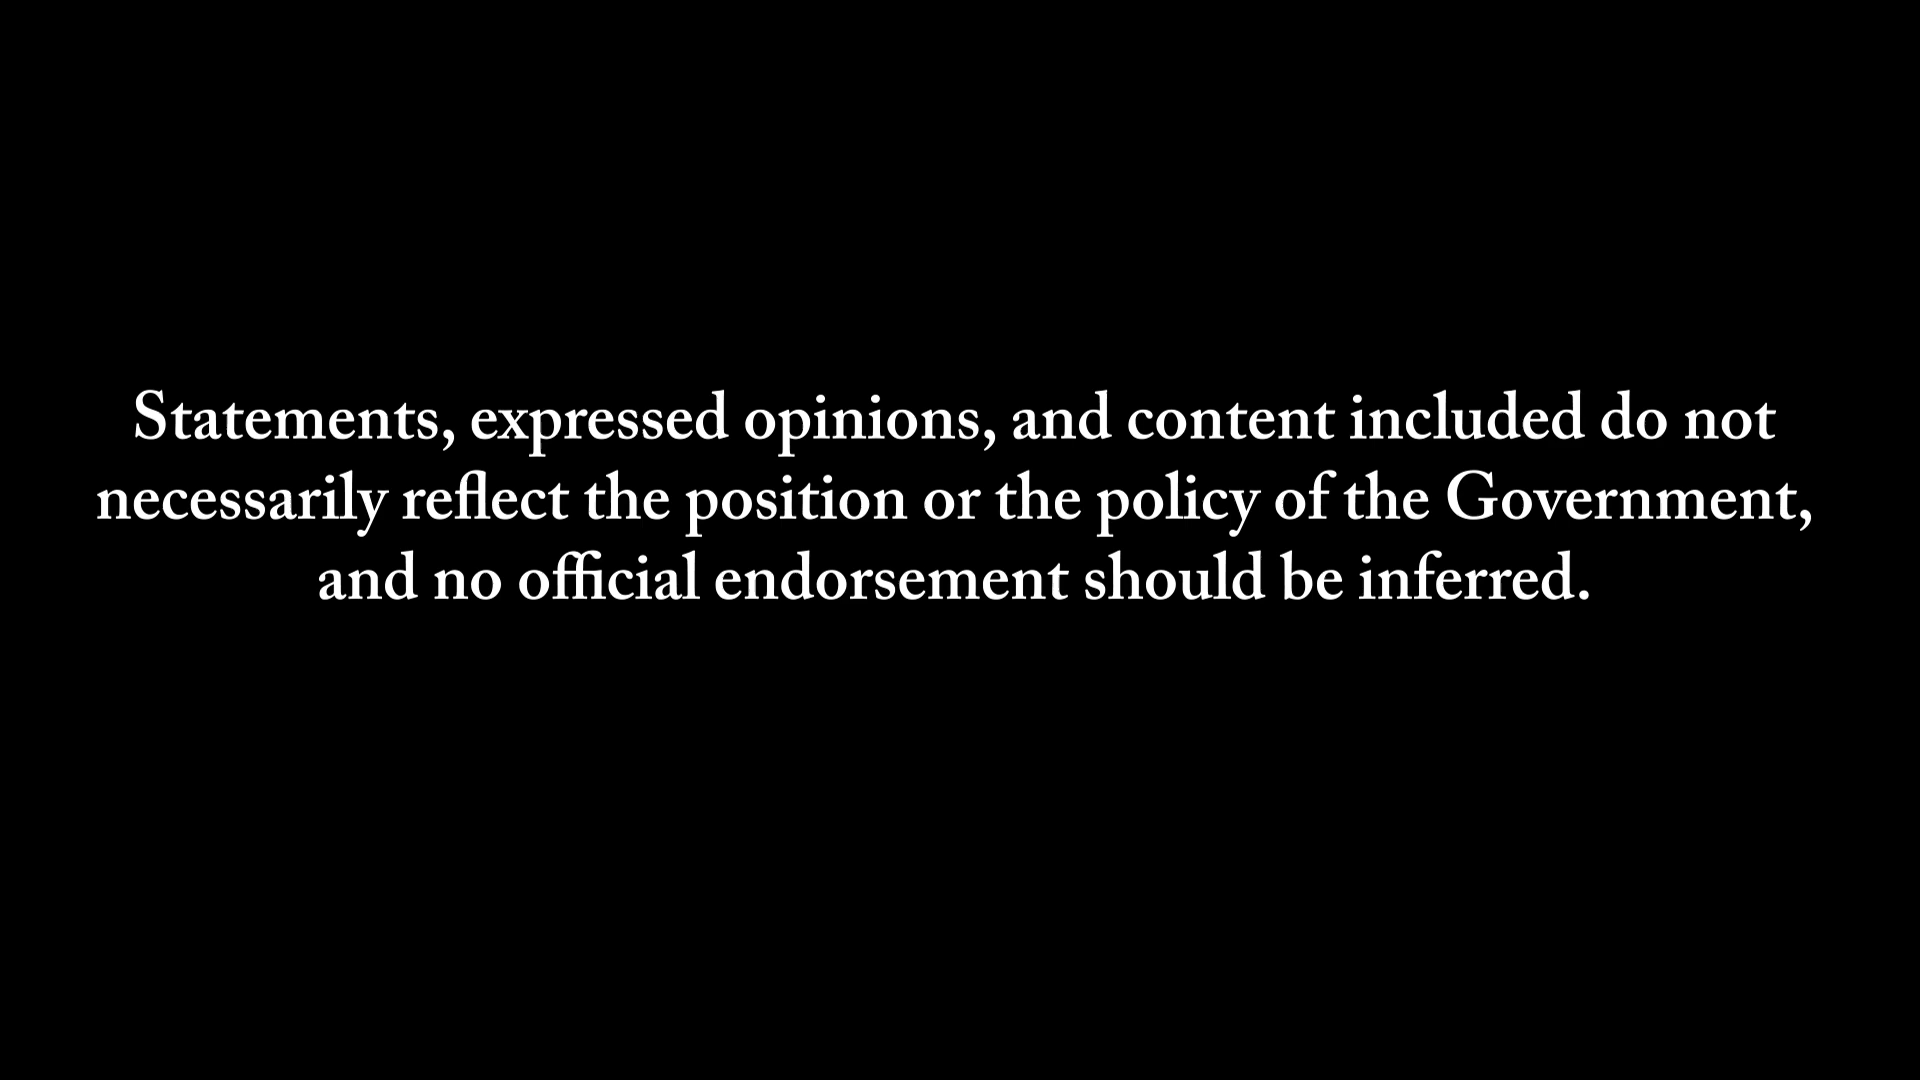 Statements, expressed opinions, and content included do not
necessarily reflect the position or the policy of the Government,
and no official endorsement should be inferred.